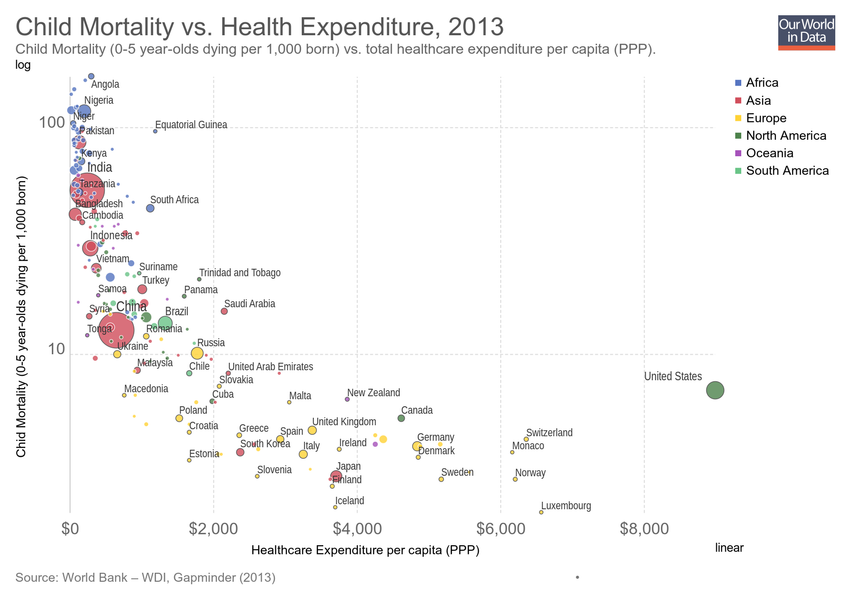 Child Mortality vs. Health Expenditure, 2013
Our World
in Data
Child Mortality (0-5 year-olds dying per 1,000 born) vs. total healthcare expenditure per capita (PPP).
log
Africa
Asia
Europe
North America
Oceania
South America
Child Mortality (0-5 year-olds dying per 1,000 born)
100
10
Angola
Nigeria
Niger
Equatorial Guinea
Pakistan
Kenya
India
Tanzania
South Africa
Bangladesh
Cambodia
Indonesia
Vietnam
Suriname
Trinidad and Tobago
Turkey
Samoa
Panama
Syria
China
Brazil
Saudi Arabia
Tonga
Romania
Ukraine
Russia
Malaysia
Chile
United Arab Emirates
United States
Slovakia
Macedonia
Cuba
Malta
New Zealand
Poland
Canada
Croatia
Greece
Spain
United Kingdom
Germany
Switzerland
South Korea
Italy
Ireland
Denmark
Monaco
Estonia
Slovenia
Japan
Finland
Sweden
Norway
Iceland
Luxembourg
$0
$2,000
$4,000
$6,000
$8,000
Healthcare Expenditure per capita (PPP)
linear
Source: World Bank – WDI, Gapminder (2013)